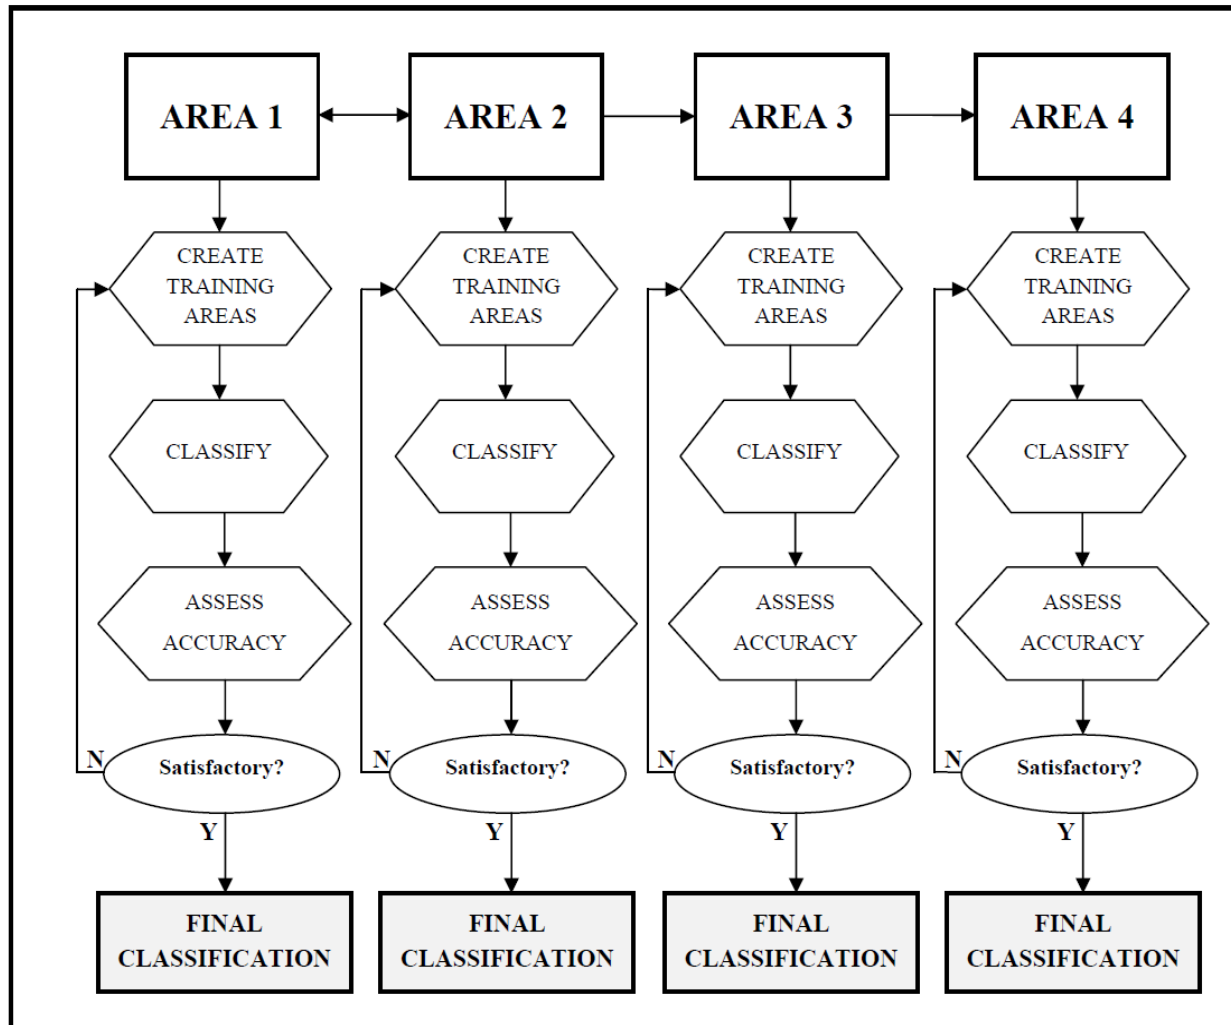 AREA 1
AREA 2
AREA 3
AREA 4
CREATE
TRAINING
AREAS
CREATE
TRAINING
AREAS
CREATE
TRAINING
AREAS
CREATE
TRAINING
AREAS
CLASSIFY
CLASSIFY
CLASSIFY
CLASSIFY
ASSESS
ACCURACY
ASSESS
ACCURACY
ASSESS
ACCURACY
ASSESS
ACCURACY
N
Satisfactory?
N
Satisfactory?
N
Satisfactory?
N
Satisfactory?
Y
Y
Y
Y
FINAL
CLASSIFICATION
FINAL
CLASSIFICATION
FINAL
CLASSIFICATION
FINAL
CLASSIFICATION